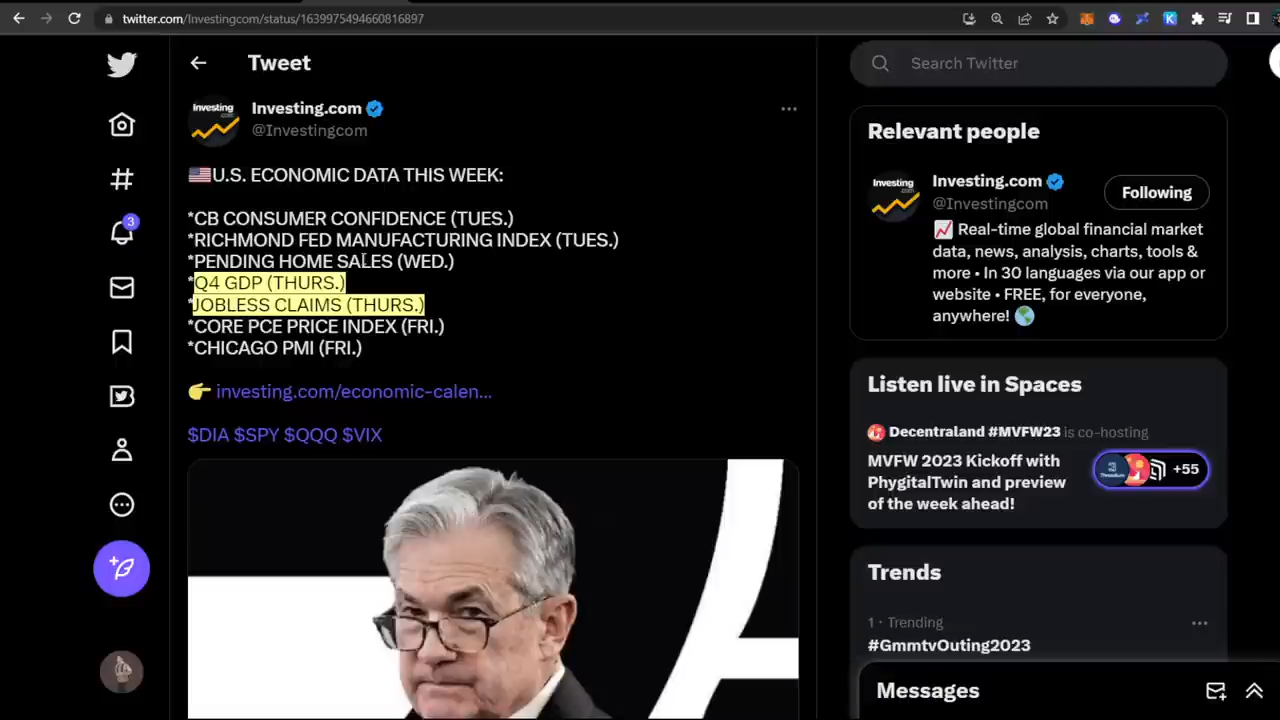 twitter.com/Investingcom/status/1639975494660816897
Tweet
Investing.com
@Investingcom
U.S. ECONOMIC DATA THIS WEEK:
*CB CONSUMER CONFIDENCE (TUES.)
*RICHMOND FED MANUFACTURING INDEX (TUES.)
*PENDING HOME SALES (WED.)
*Q4 GDP (THURS.)
*JOBLESS CLAIMS (THURS.)
*CORE PCE PRICE INDEX (FRI.)
*CHICAGO PMI (FRI.)
investing.com/economic-calen...
$DIA $SPY $QQQ $VIX
3
Search Twitter
Relevant people
Investing.com
@Investingcom
Following
Real-time global financial market
data, news, analysis, charts, tools &
more • In 30 languages via our app or
website • FREE, for everyone,
anywhere!
Listen live in Spaces
Decentraland #MVFW23 is co-hosting
MVFW 2023 Kickoff with
PhygitalTwin and preview
of the week ahead!
+55
Trends
1 · Trending
#GmmtvOuting2023
Messages